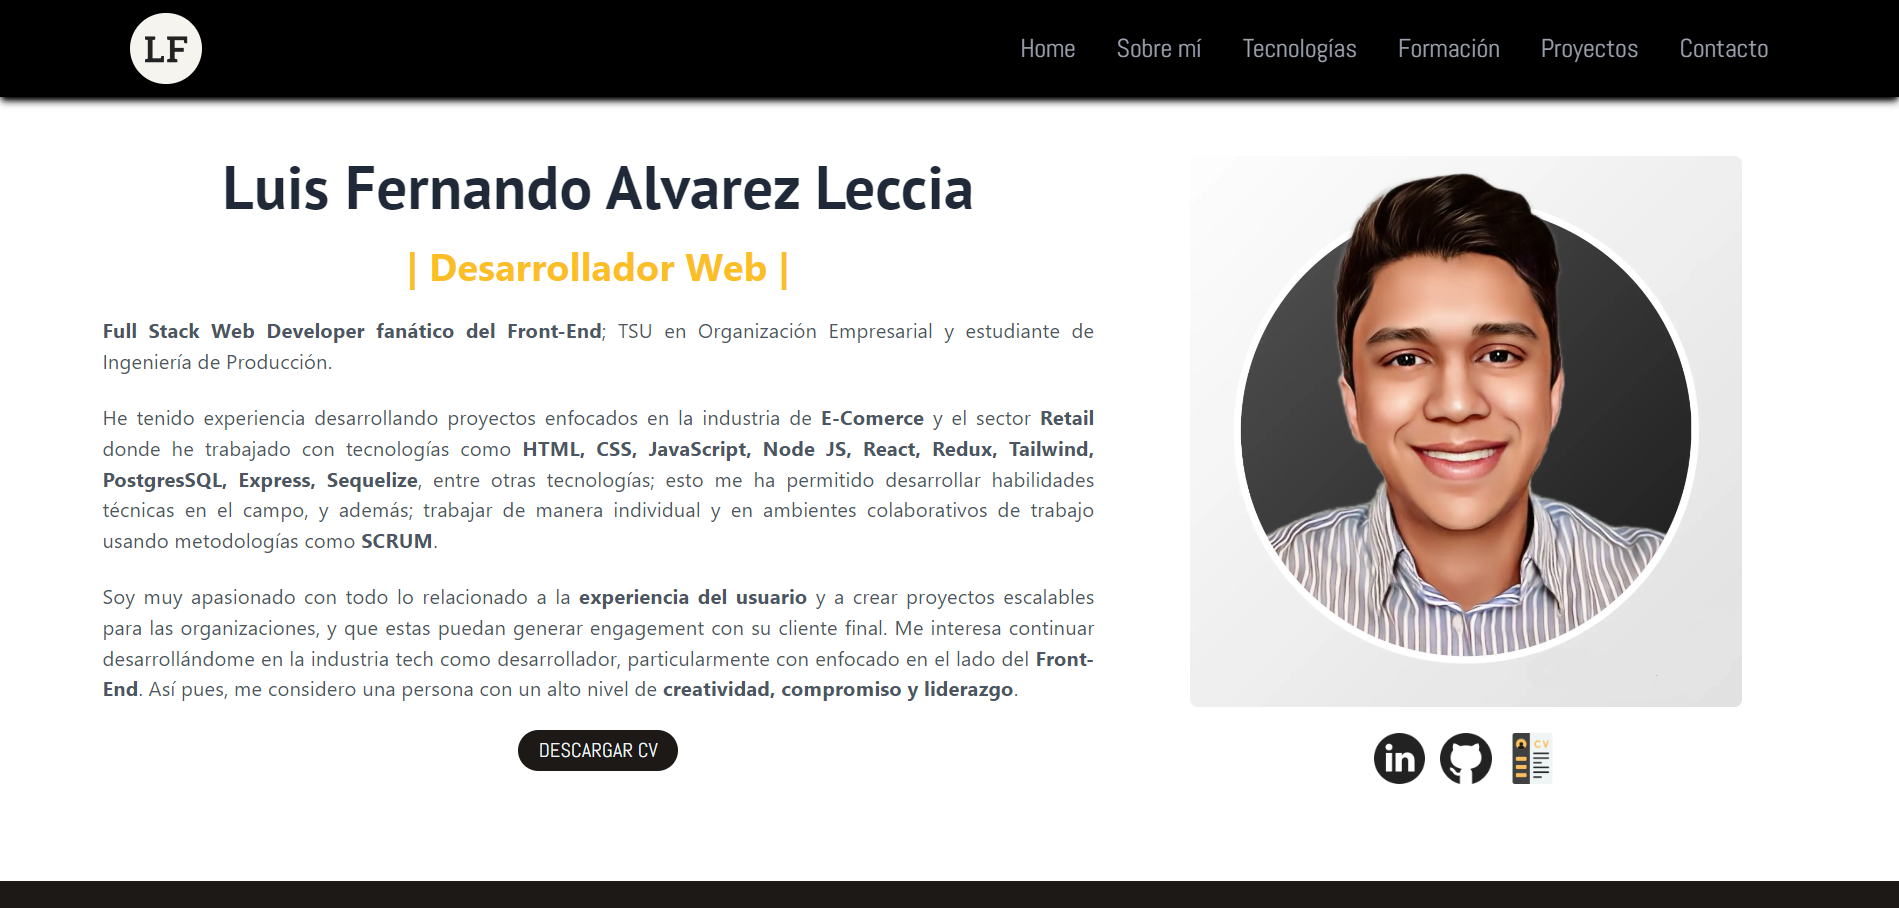 LF
Home Sobre mí Tecnologías Formación Proyectos Contacto
Luis Fernando Alvarez Leccia
| Desarrollador Web |
Full Stack Web Developer fanático del Front-End; TSU en Organización Empresarial y estudiante de
Ingeniería de Producción.
He tenido experiencia desarrollando proyectos enfocados en la industria de E-Comerce y el sector Retail
donde he trabajado con tecnologías como HTML, CSS, JavaScript, Node JS, React, Redux, Tailwind,
PostgresSQL, Express, Sequelize, entre otras tecnologías; esto me ha permitido desarrollar habilidades
técnicas en el campo, y además; trabajar de manera individual y en ambientes colaborativos de trabajo
usando metodologías como SCRUM.
Soy muy apasionado con todo lo relacionado a la experiencia del usuario y a crear proyectos escalables
para las organizaciones, y que estas puedan generar engagement con su cliente final. Me interesa continuar
desarrollándome en la industria tech como desarrollador, particularmente con enfocado en el lado del Front-
End. Así pues, me considero una persona con un alto nivel de creatividad, compromiso y liderazgo.
DESCARGAR CV
in
CV